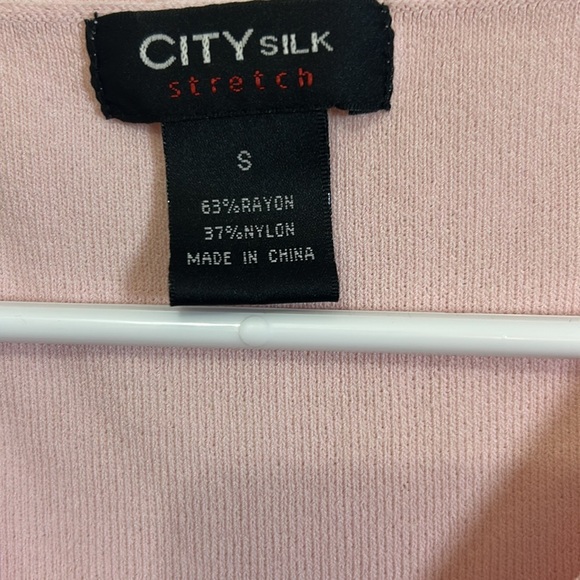 CITY SILK
stretch
S
63%RAYON
37%NYLON
MADE IN CHINA